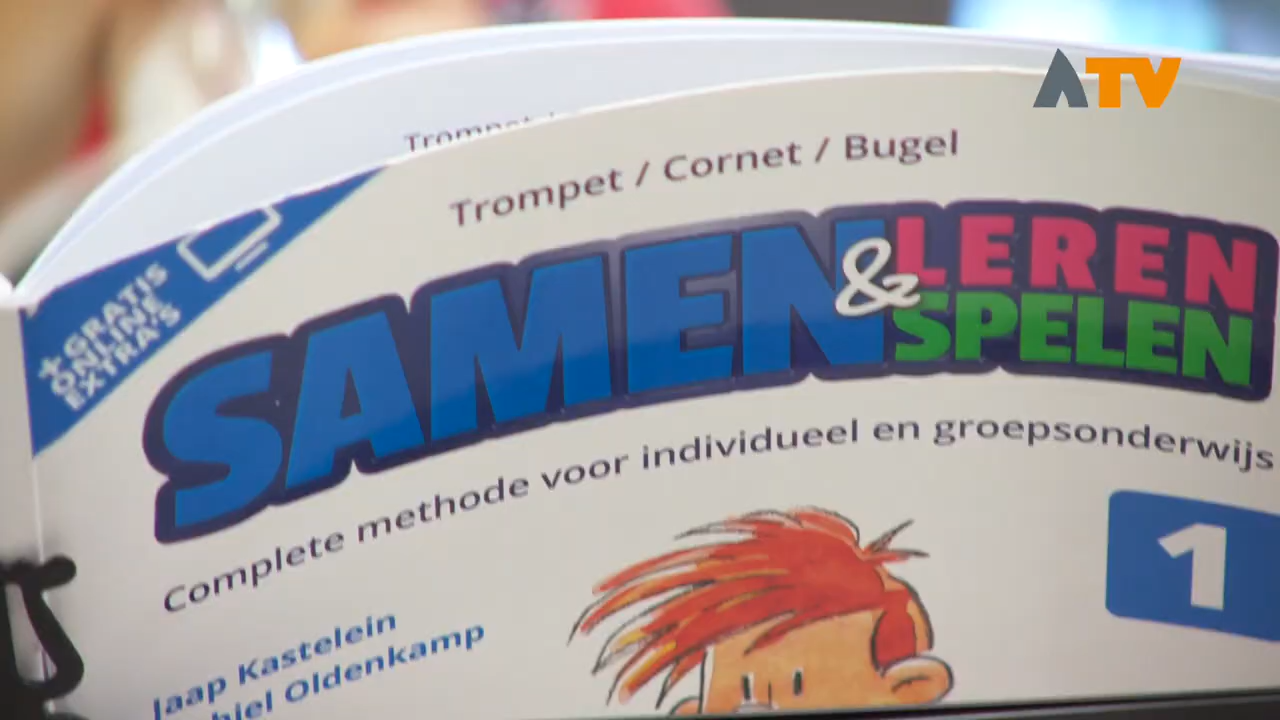 ATV
Trompet / Cornet / Bugel
+ GRATIS
ONLINE
EXTRA'S
SAMEN & LEREN
SPELEN
Complete methode voor individueel en groepsonderwijs
1
Jaap Kastelein
Oldenkamp